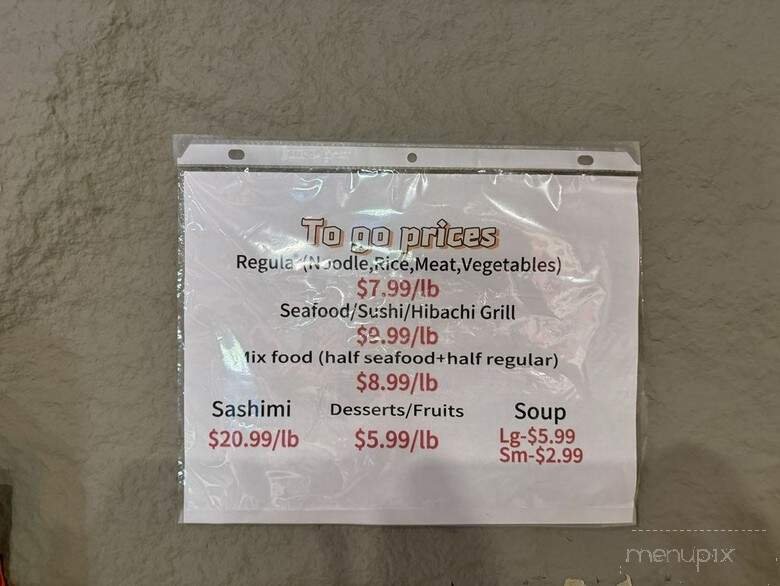 To go prices
Regular (Noodle,Rice,Meat,Vegetables)
$7.99/lb
Seafood/Sushi/Hibachi Grill
$9.99/lb
Mix food (half seafood+half regular)
$8.99/lb
Sashimi Desserts/Fruits Soup
$20.99/lb $5.99/lb Lg-$5.99
Sm-$2.99
menupix